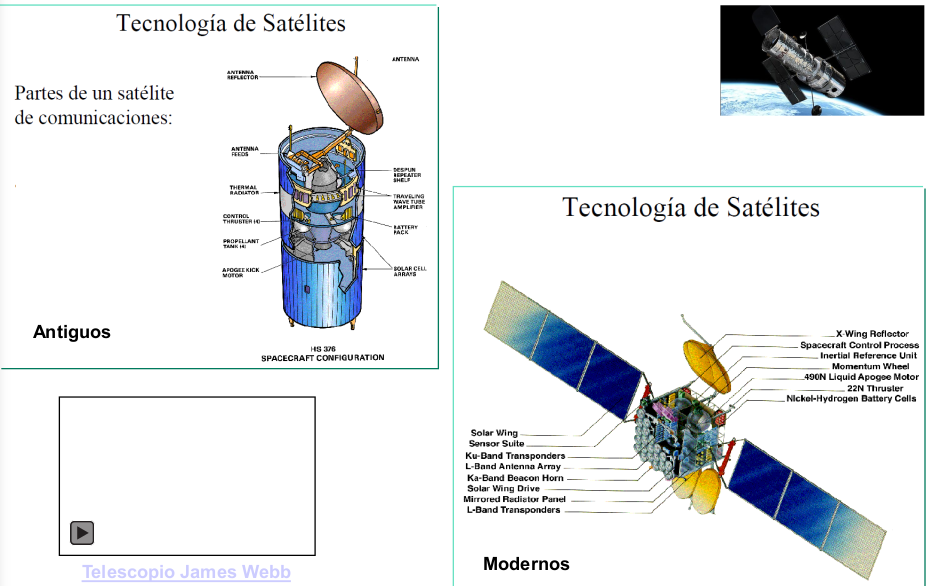 Tecnología de Satélites
Partes de un satélite
de comunicaciones:
ANTENNA
REFLECTOR
ANTENNA
ANTENNA
FEEDS
THERMAL
RADIATOR
CONTROL
THRUSTER (4)
PROPELLANT
TANK (4)
APOGEE KICK
MOTOR
DESPUN
REPEATER
SHELF
TRAVELING
WAVE TUBE
AMPLIFIER
BATTERY
PACK
SOLAR CELL
ARRAYS
Antiguos
HS 376
SPACECRAFT CONFIGURATION
Tecnología de Satélites
X-Wing Reflector
Spacecraft Control Process
Inertial Reference Unit
Momentum Wheel
490N Liquid Apogee Motor
22N Thruster
Nickel-Hydrogen Battery Cells
Solar Wing
Sensor Suite
Ku-Band Transponders
L-Band Antenna Array
Ka-Band Beacon Horn
Solar Wing Drive
Mirrored Radiator Panel
L-Band Transponders
Modernos
Telescopio James Webb